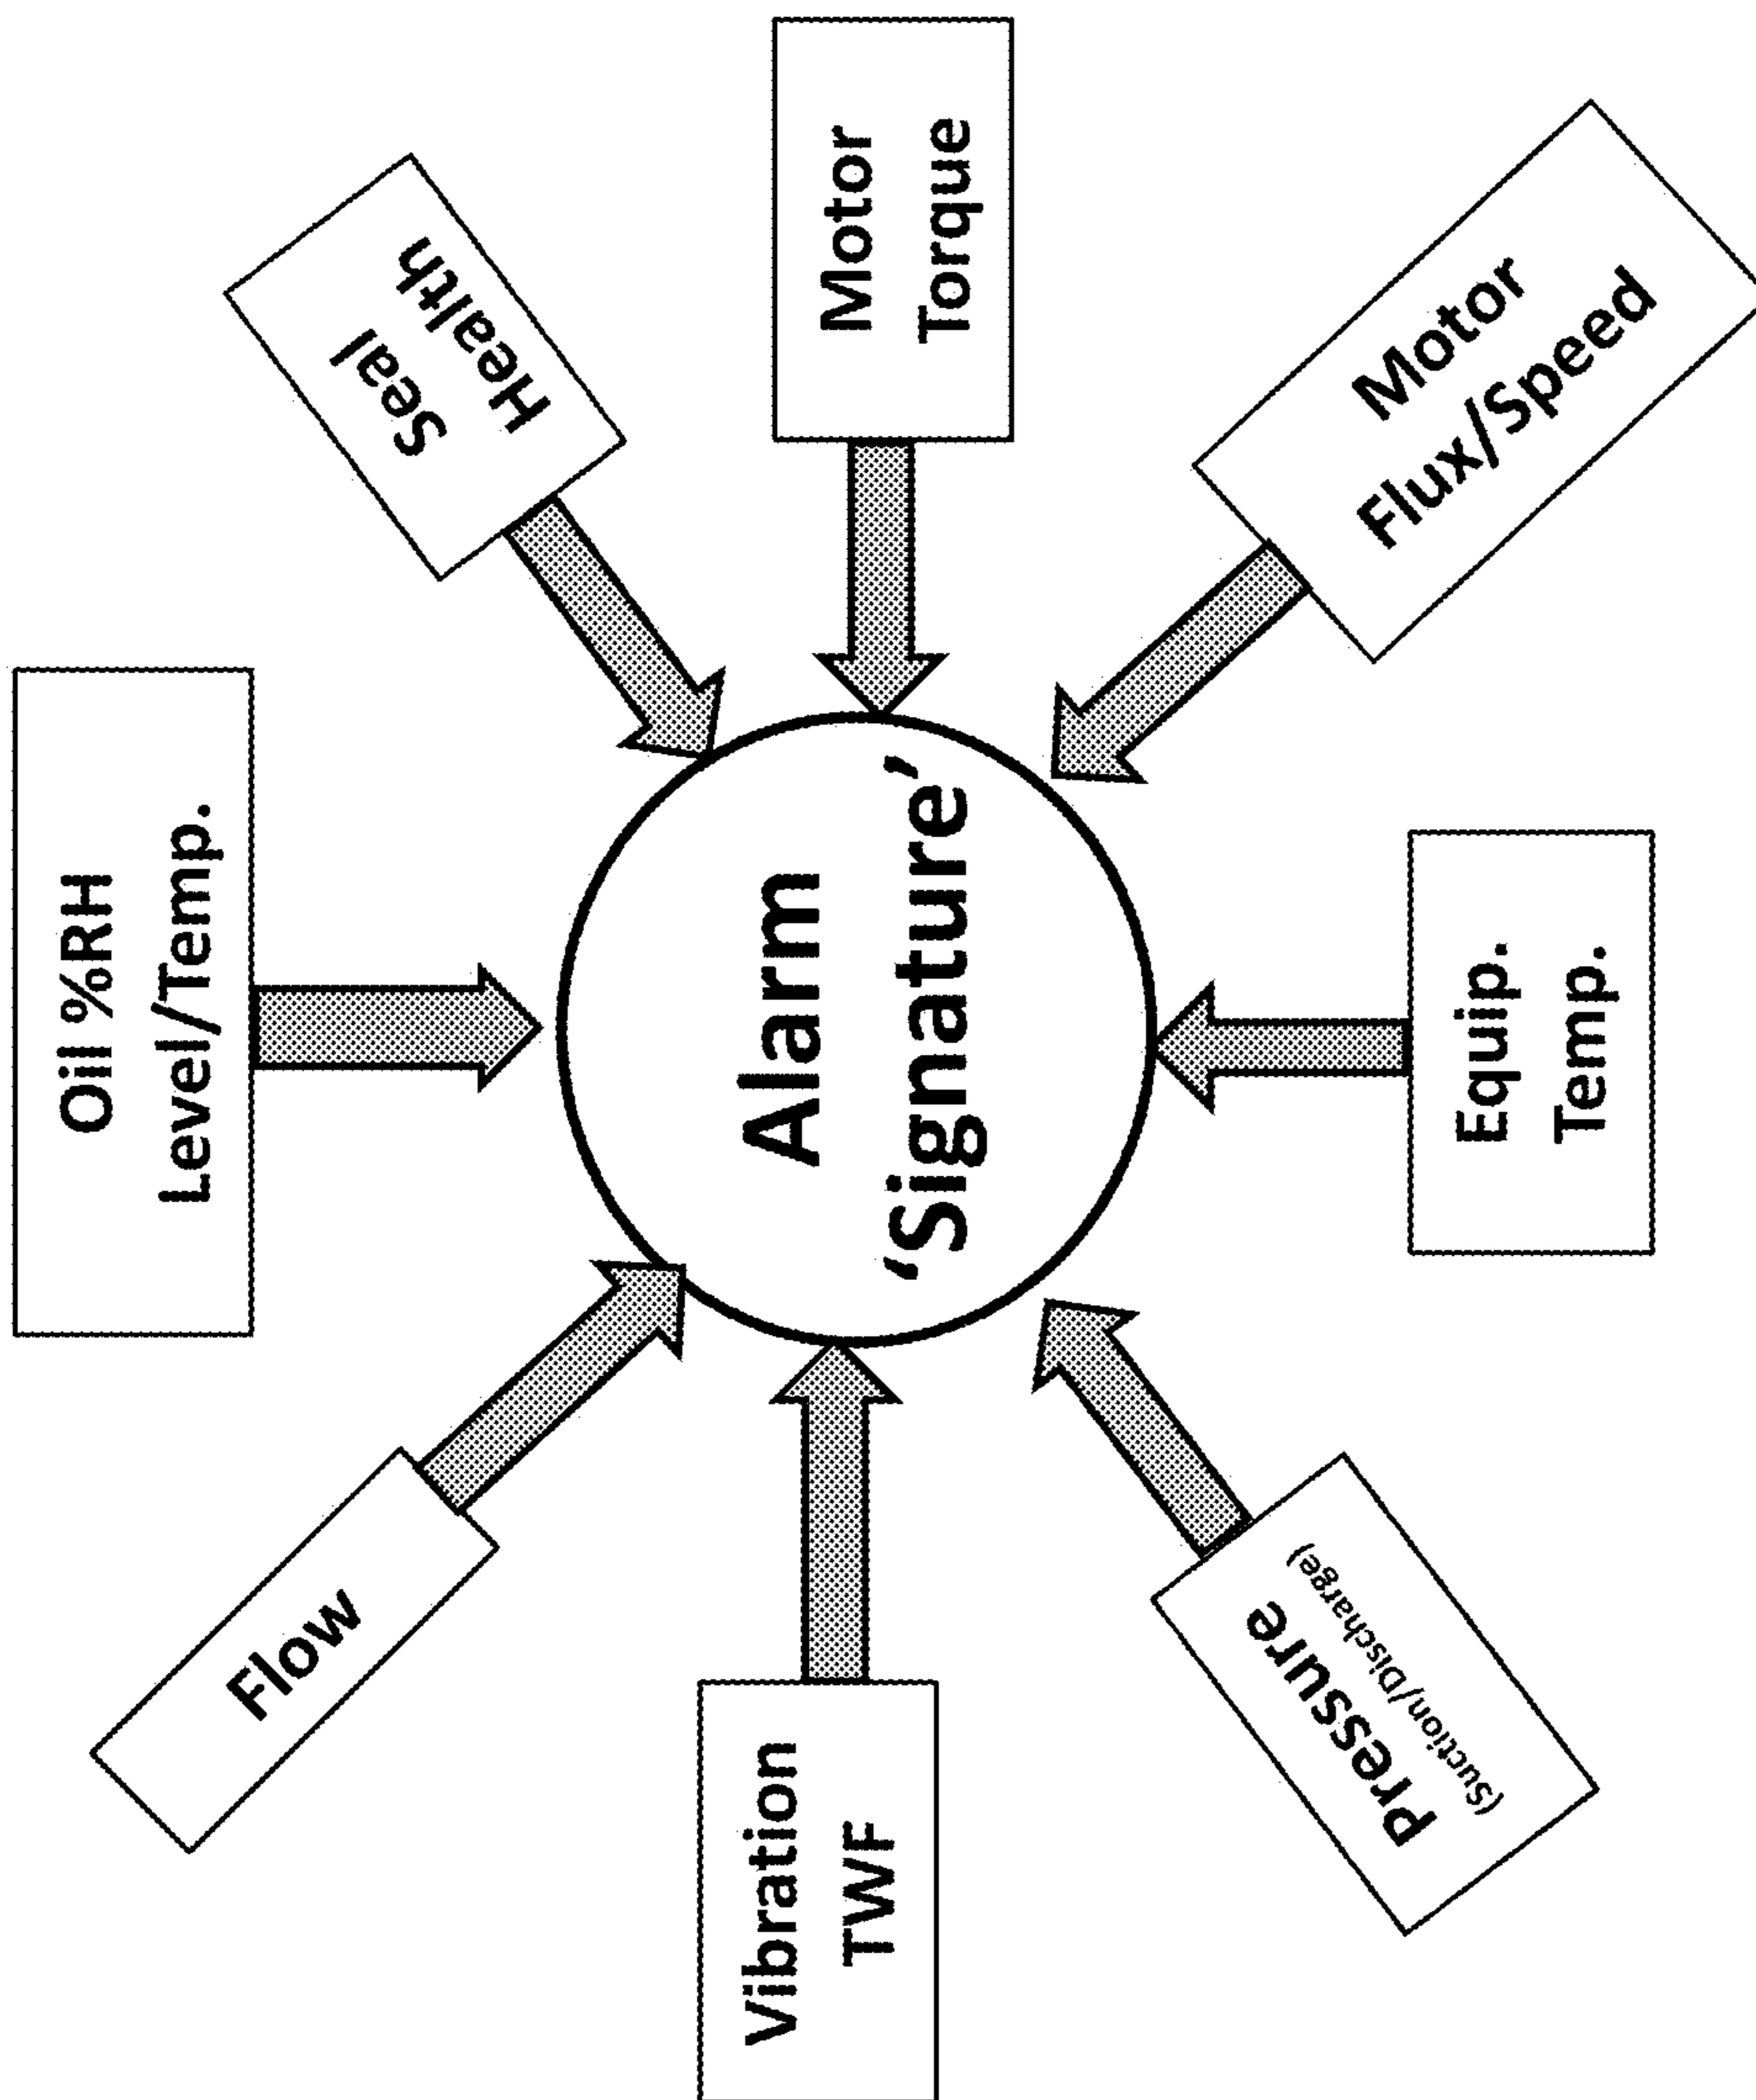 Oil %RH
Level/Temp.
Seal
Health
Motor
Torque
Motor
Flux/Speed
Equip.
Temp.
Pressure
(Suction/Discharge)
Vibration
TWF
Flow
Alarm
‘Signature’